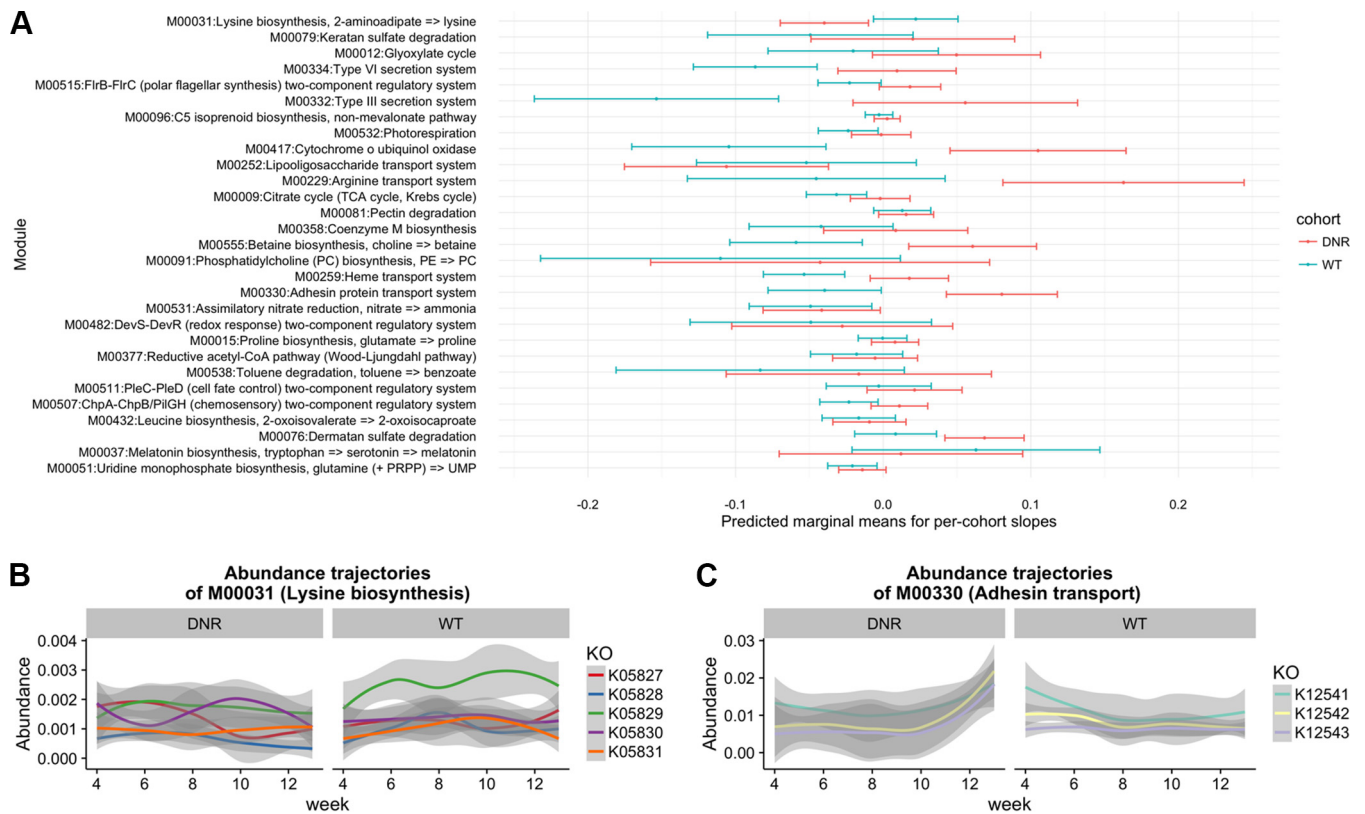 A
M00031:Lysine biosynthesis, 2-aminoadipate => lysine
M00079:Keratan sulfate degradation
M00012:Glyoxylate cycle
M00334:Type VI secretion system
M00515:FlrB-FlrC (polar flagellar synthesis) two-component regulatory system
M00332:Type III secretion system
M00096:C5 isoprenoid biosynthesis, non-mevalonate pathway
M00532:Photorespiration
M00417:Cytochrome o ubiquinol oxidase
M00252:Lipooligosaccharide transport system
M00229:Arginine transport system
M00009:Citrate cycle (TCA cycle, Krebs cycle)
M00081:Pectin degradation
M00358:Coenzyme M biosynthesis
M00555:Betaine biosynthesis, choline => betaine
M00091:Phosphatidylcholine (PC) biosynthesis, PE => PC
M00259:Heme transport system
M00330:Adhesin protein transport system
M00531:Assimilatory nitrate reduction, nitrate => ammonia
M00482:DevS-DevR (redox response) two-component regulatory system
M00015:Proline biosynthesis, glutamate => proline
M00377:Reductive acetyl-CoA pathway (Wood-Ljungdahl pathway)
M00538:Toluene degradation, toluene => benzoate
M00511:PleC-PleD (cell fate control) two-component regulatory system
M00507:ChpA-ChpB/PilGH (chemosensory) two-component regulatory system
M00432:Leucine biosynthesis, 2-oxoisovalerate => 2-oxoisocaproate
M00076:Dermatan sulfate degradation
M00037:Melatonin biosynthesis, tryptophan => serotonin => melatonin
M00051:Uridine monophosphate biosynthesis, glutamine (+ PRPP) => UMP
Module
-0.2 -0.1 0.0 0.1 0.2
Predicted marginal means for per-cohort slopes
cohort
DNR
WT
B
Abundance trajectories
of M00031 (Lysine biosynthesis)
DNR WT
Abundance
0.004
0.003
0.002
0.001
0.000
4 6 8 10 12 4 6 8 10 12
week
KO
K05827
K05828
K05829
K05830
K05831
C
Abundance trajectories
of M00330 (Adhesin transport)
DNR WT
Abundance
0.03
0.02
0.01
0.00
4 6 8 10 12 4 6 8 10 12
week
KO
K12541
K12542
K12543